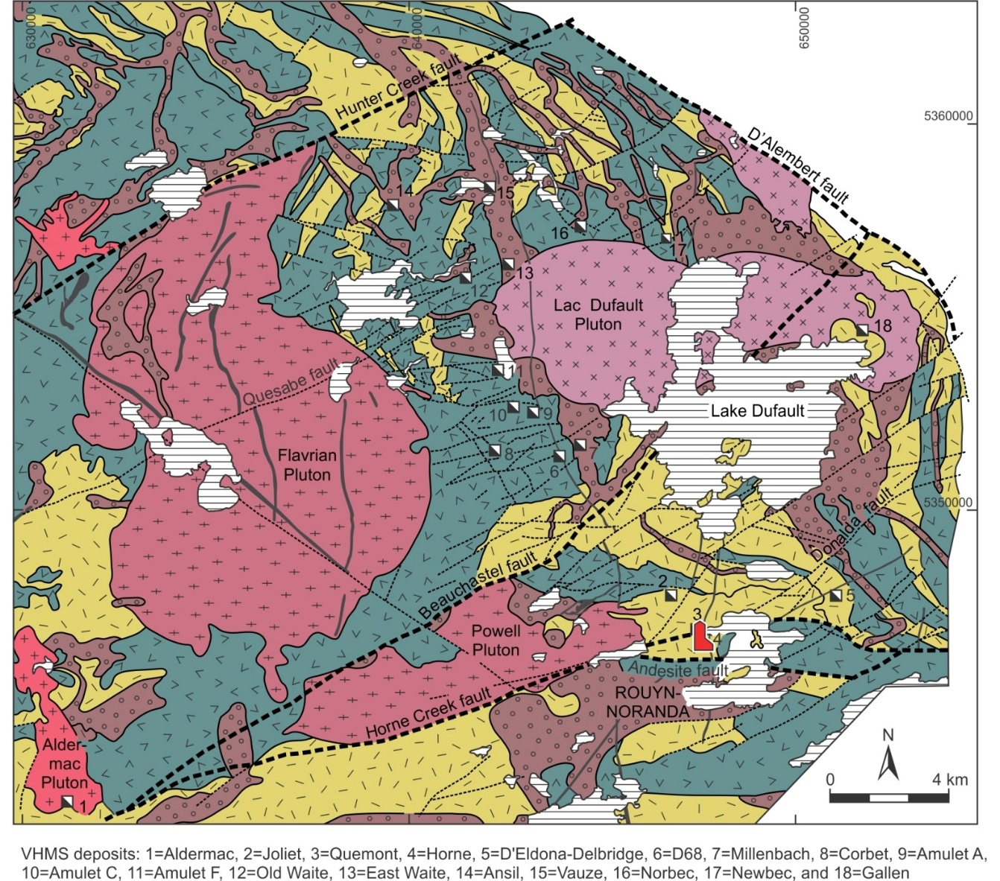 630000
640000
650000
Hunter Creek fault
5360000
D'Alembert fault
14
15
16
17
13
12
Lac Dufault
Pluton
18
11
Quesabe fault
10
9
Lake Dufault
8
7
6
Flavrian
Pluton
5350000
Donalda fault
Beauchastel fault
2
5
3
4
Powell
Pluton
Andesite fault
ROUYN-
NORANDA
Horne Creek fault
Alder-
mac
Pluton
1
N
0 4 km
VHMS deposits: 1=Aldermac, 2=Joliet, 3=Quemont, 4=Horne, 5=D'Eldona-Delbridge, 6=D68, 7=Millenbach, 8=Corbet, 9=Amulet A,
10=Amulet C, 11=Amulet F, 12=Old Waite, 13=East Waite, 14=Ansil, 15=Vauze, 16=Norbec, 17=Newbec, and 18=Gallen